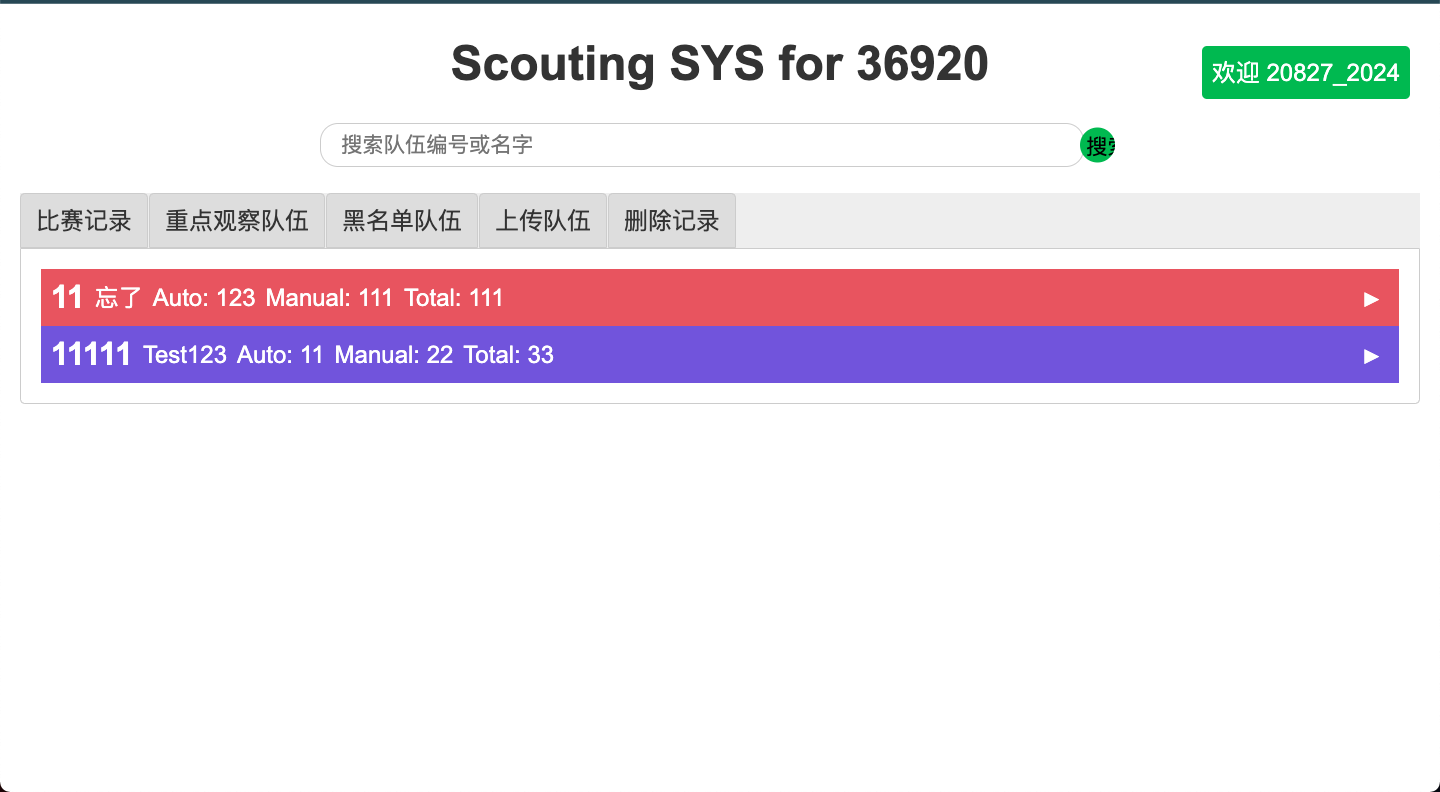 Scouting SYS for 36920
欢迎 20827_2024
搜索队伍编号或名字
搜
比赛记录 重点观察队伍 黑名单队伍 上传队伍 删除记录
11 忘了 Auto: 123 Manual: 111 Total: 111 ▶
11111 Test123 Auto: 11 Manual: 22 Total: 33 ▶